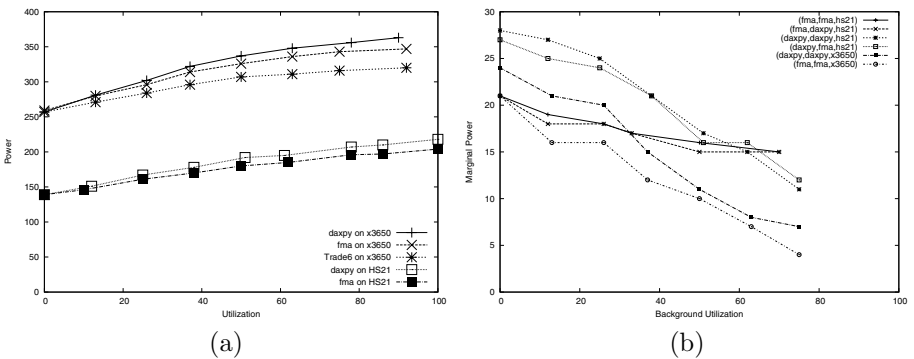 400
350
300
250
200
150
100
50
0
Power
0 20 40 60 80 100
Utilization
daxpy on x3650
fma on x3650
Trade6 on x3650
daxpy on HS21
fma on HS21
(a)
30
25
20
15
10
5
0
Marginal Power
0 20 40 60 80 100
Background Utilization
(fma,fma,hs21)
(fma,daxpy,hs21)
(daxpy,daxpy,hs21)
(daxpy,fma,hs21)
(daxpy,daxpy,x3650)
(fma,fma,x3650)
(b)